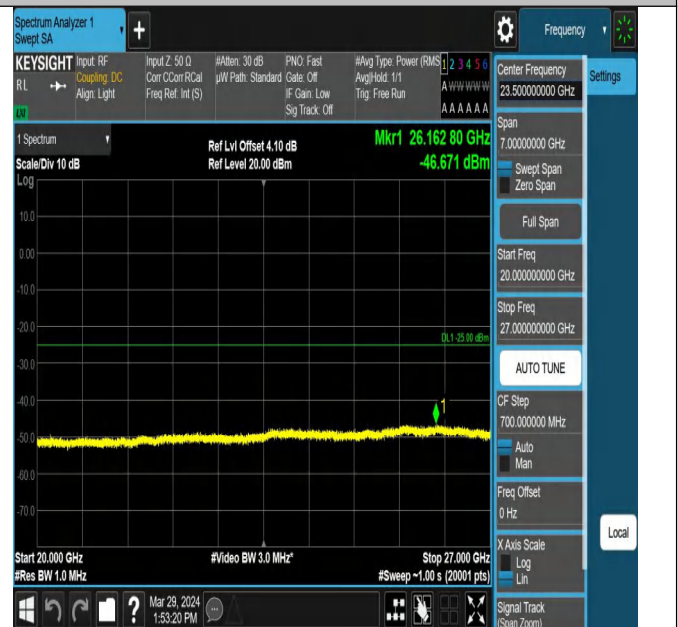 Spectrum Analyzer 1
Swept SA
+
Frequency
KEYSIGHT
RL
LXI
Input: RF
Coupling: DC
Align: Light
Input Z: 50 Ω
Corr CCorr RCal
Freq Ref: Int (S)
#Atten: 30 dB
µW Path: Standard
PNO: Fast
Gate: Off
IF Gain: Low
Sig Track: Off
#Avg Type: Power (RMS
Avg|Hold: 1/1
Trig: Free Run
1 2 3 4 5 6
A W W W W W
A A A A A A
Center Frequency
23.500000000 GHz
Settings
Span
7.00000000 GHz
Swept Span
Zero Span
Full Span
Start Freq
20.000000000 GHz
Stop Freq
27.000000000 GHz
AUTO TUNE
CF Step
700.000000 MHz
Auto
Man
Freq Offset
0 Hz
X Axis Scale
Log
Lin
Signal Track
(Span Zoom)
Local
1 Spectrum
Scale/Div 10 dB
Log
Ref Lvl Offset 4.10 dB
Ref Level 20.00 dBm
Mkr1 26.162 80 GHz
-46.671 dBm
10.0
0.00
-10.0
-20.0
DL1 -25.00 dBm
-30.0
-40.0
1
-50.0
-60.0
-70.0
Start 20.000 GHz
#Res BW 1.0 MHz
#Video BW 3.0 MHz*
Stop 27.000 GHz
#Sweep ~1.00 s (20001 pts)
?
Mar 29, 2024
1:53:20 PM